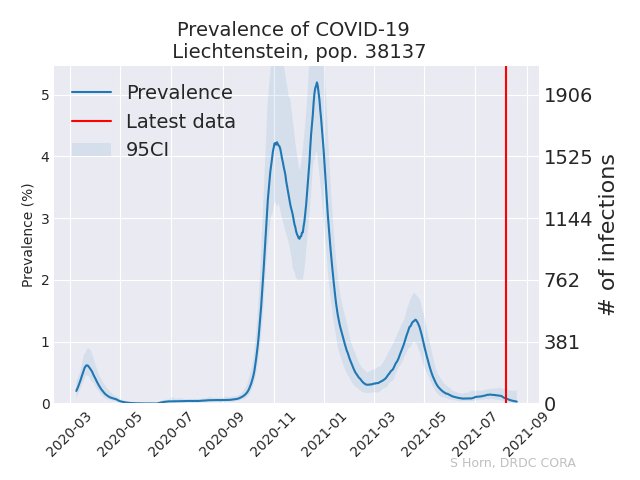 Prevalence of COVID-19
Liechtenstein, pop. 38137
Prevalence
Latest data
95CI
Prevalence (%)
5
4
3
2
1
0
1906
1525
1144
762
381
0
# of infections
2020-03
2020-05
2020-07
2020-09
2020-11
2021-01
2021-03
2021-05
2021-07
2021-09
S Horn, DRDC CORA